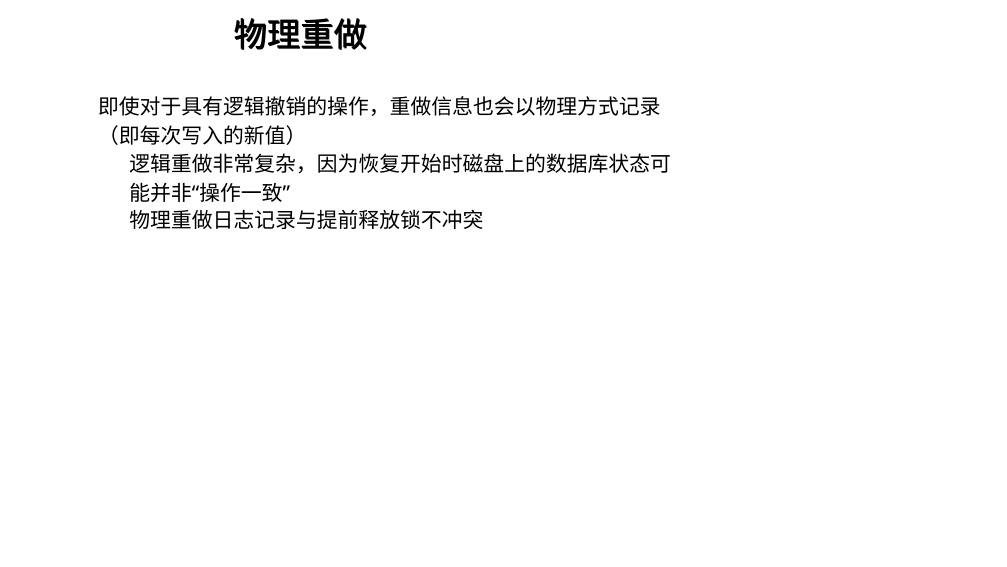 物理重做
即使对于具有逻辑撤销的操作，重做信息也会以物理方式记录
（即每次写入的新值）
逻辑重做非常复杂，因为恢复开始时磁盘上的数据库状态可
能并非“操作一致”
物理重做日志记录与提前释放锁不冲突